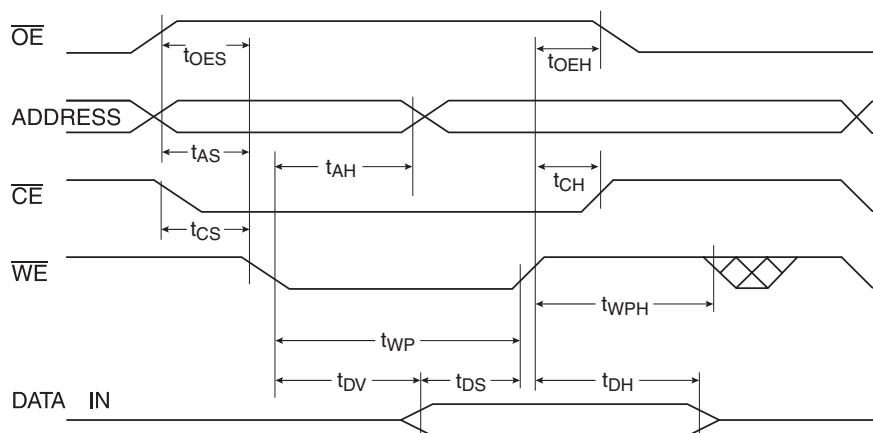 OE
tOES
tOEH
ADDRESS
tAS
tAH
tCH
CE
tCS
WE
tWPH
tWP
tDV
tDS
tDH
DATA IN